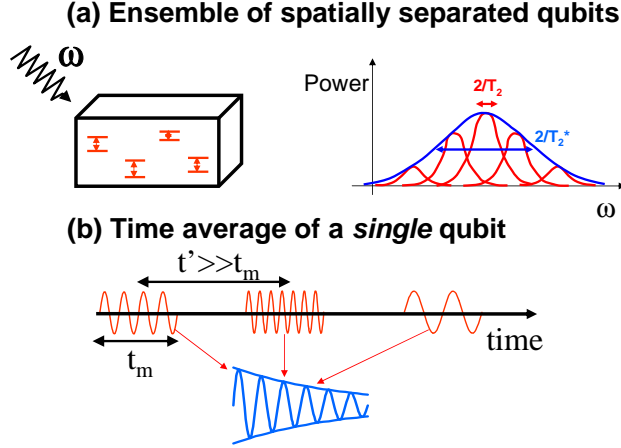 (a) Ensemble of spatially separated qubits
ω
Power
2/T₂
2/T₂*
ω
(b) Time average of a single qubit
t'>>tₘ
time
tₘ